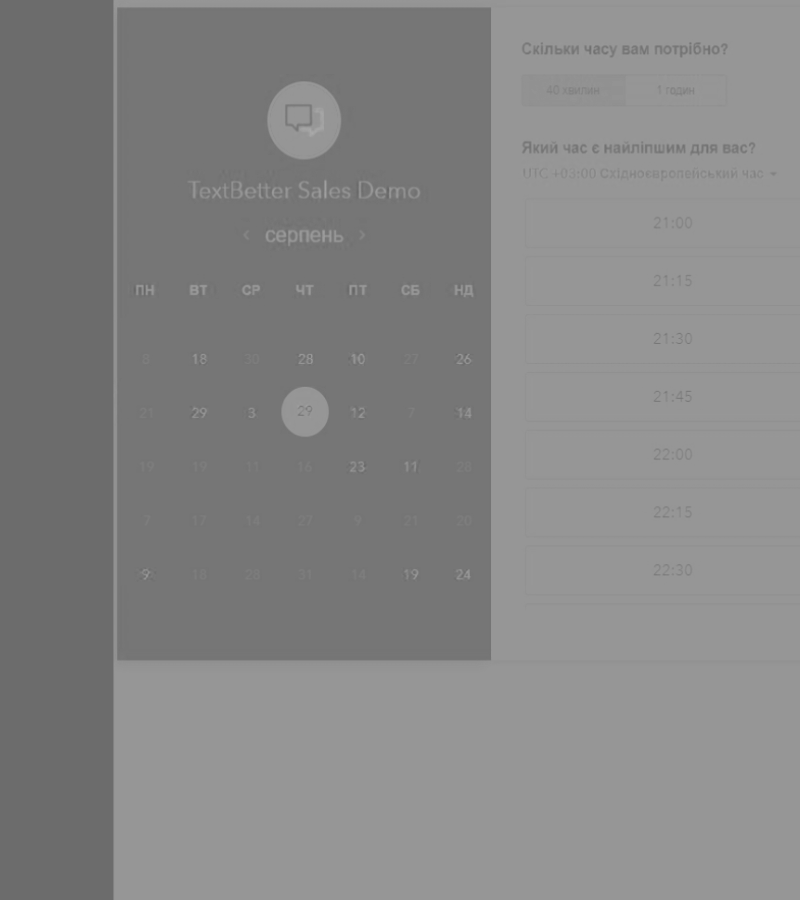 TextBetter Sales Demo
‹ серпень ›
ПН ВТ СР ЧТ ПТ СБ НД
8 18 30 28 10 27 26
21 29 3 29 12 7 14
19 19 11 16 23 11 28
7 17 14 27 9 21 20
9 18 23 31 14 19 24
Скільки часу вам потрібно?
40 хвилин 1 годин
Який час є найліпшим для вас?
UTC +03:00 Східноєвропейський час
21:00
21:15
21:30
21:45
22:00
22:15
22:30